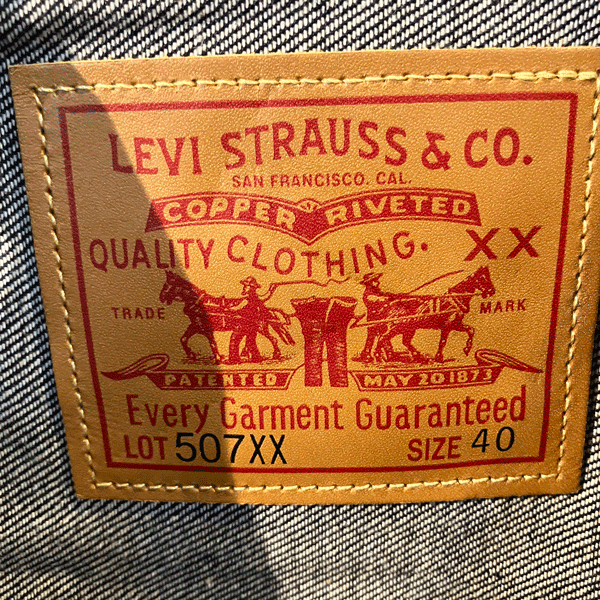 LEVI STRAUSS & CO.
SAN FRANCISCO. CAL.
COPPER RIVETED
QUALITY CLOTHING. XX
TRADE MARK
PATENTED MAY 20 1873
Every Garment Guaranteed
LOT 507XX SIZE 40